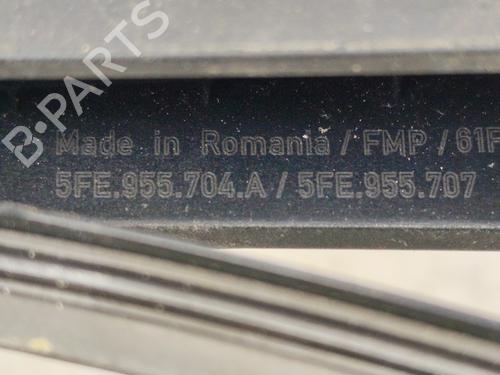 B-PARTS
Made in Romania / FMP / 61F
5FE.955.704.A / 5FE.955.707